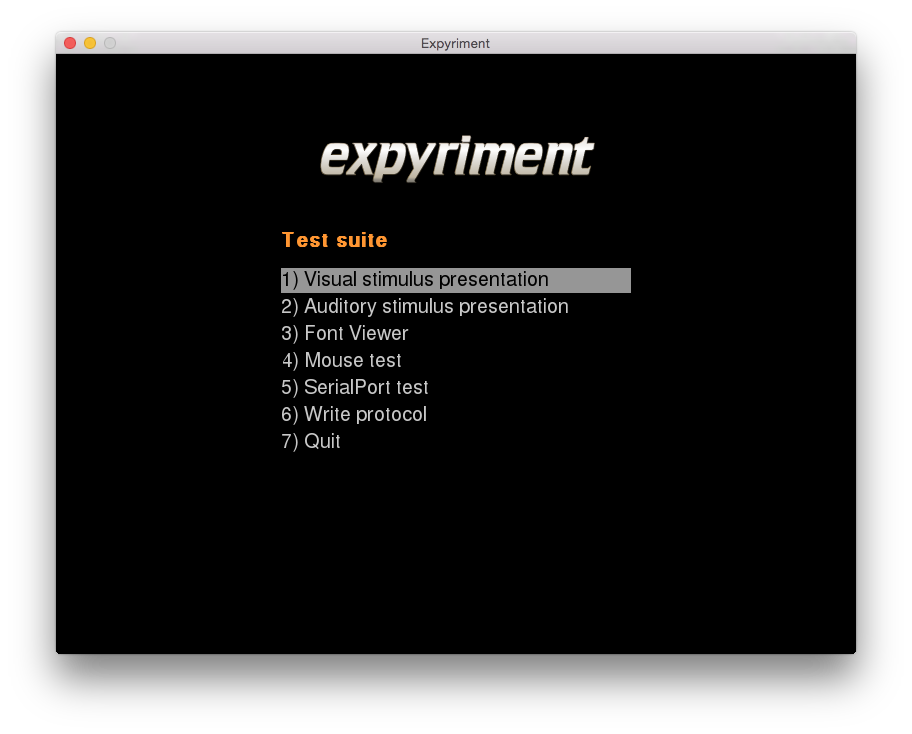 Expyriment
expyriment
Test suite
1) Visual stimulus presentation
2) Auditory stimulus presentation
3) Font Viewer
4) Mouse test
5) SerialPort test
6) Write protocol
7) Quit